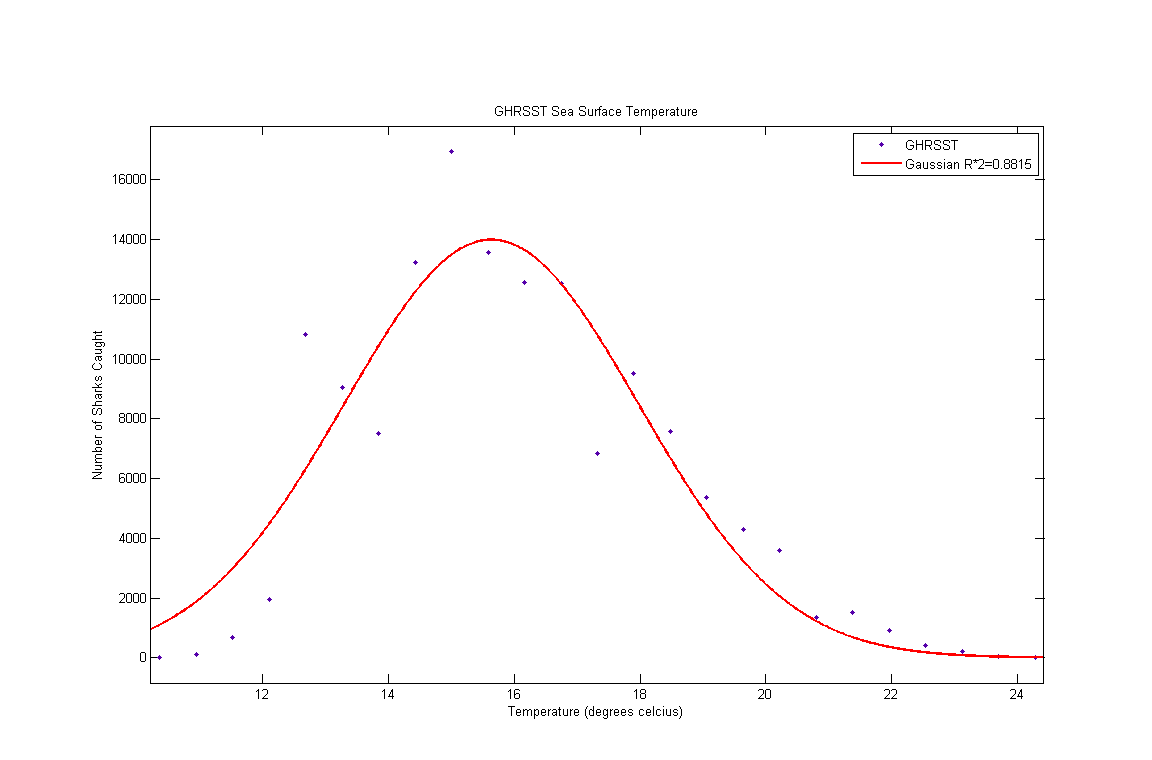 GHRSST Sea Surface Temperature
GHRSST
Gaussian R*2=0.8815
16000
14000
12000
10000
8000
6000
4000
2000
0
Number of Sharks Caught
12 14 16 18 20 22 24
Temperature (degrees celcius)